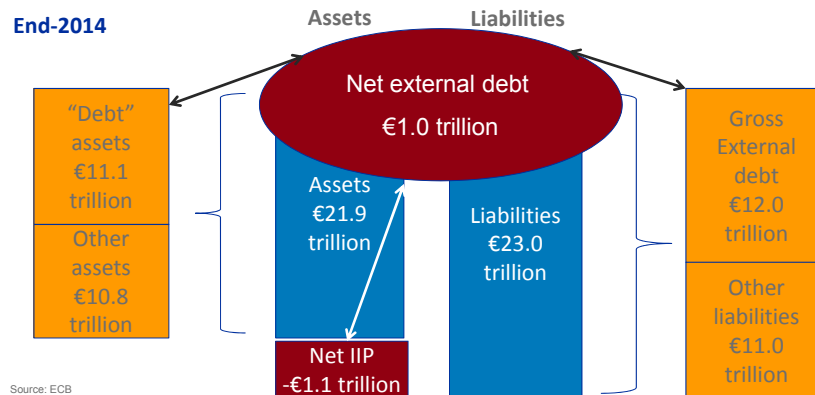 Assets
Liabilities
End-2014
Net external debt
€1.0 trillion
“Debt”
assets
€11.1
trillion
Other
assets
€10.8
trillion
Assets
€21.9
trillion
Liabilities
€23.0
trillion
Gross
External
debt
€12.0
trillion
Other
liabilities
€11.0
trillion
Net IIP
-€1.1 trillion
Source: ECB